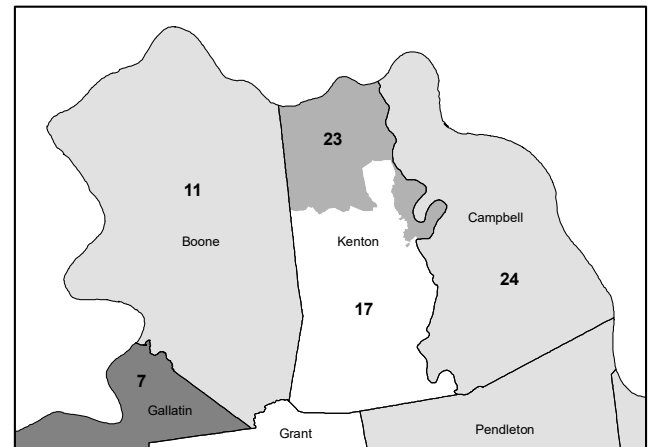 23
11
Campbell
Boone
Kenton
24
17
7
Gallatin
Grant
Pendleton